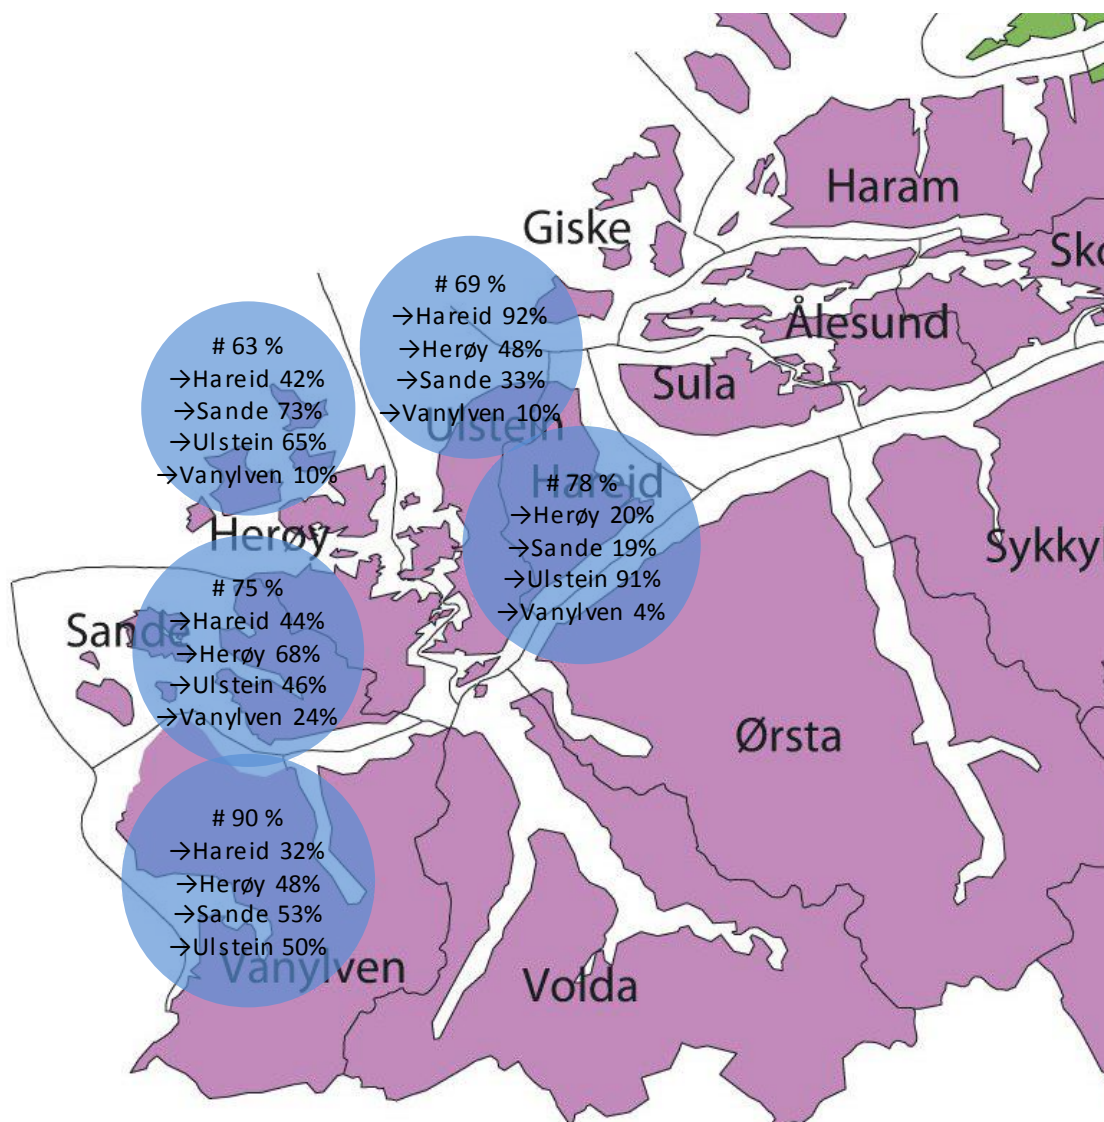 Haram
Giske
Sko
Ålesund
Sula
# 69 %
→Hareid 92%
→Herøy 48%
→Sande 33%
→Vanylven 10%
Ulstein
# 63 %
→Hareid 42%
→Sande 73%
→Ulstein 65%
→Vanylven 10%
Herøy
Hareid
# 78 %
→Herøy 20%
→Sande 19%
→Ulstein 91%
→Vanylven 4%
Sykkyl
Sande
# 75 %
→Hareid 44%
→Herøy 68%
→Ulstein 46%
→Vanylven 24%
Ørsta
# 90 %
→Hareid 32%
→Herøy 48%
→Sande 53%
→Ulstein 50%
Vanylven
Volda